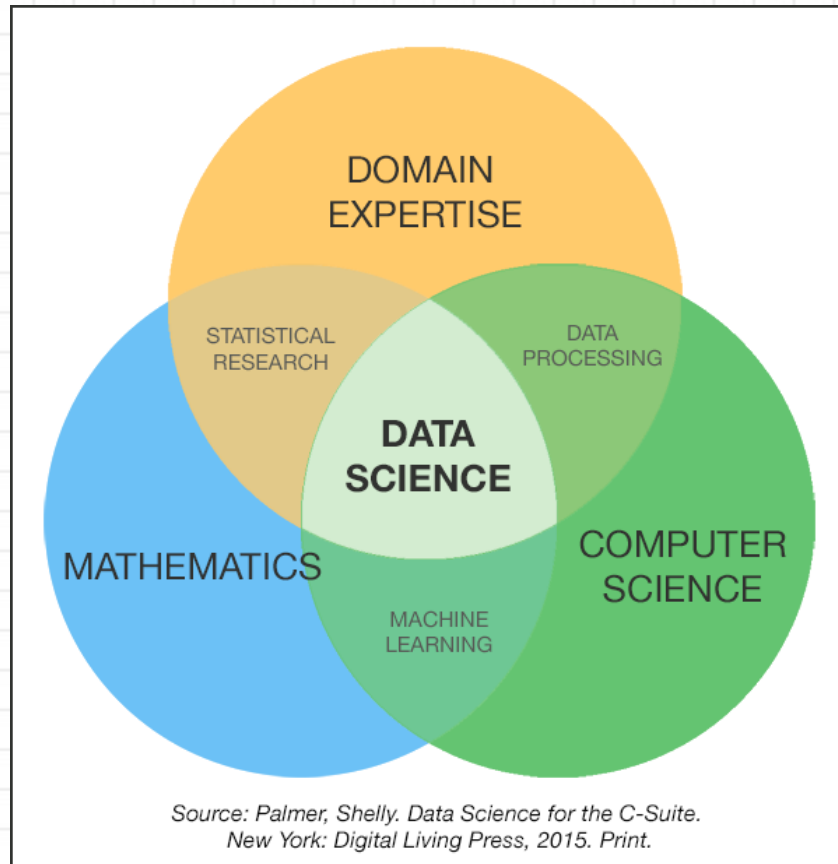 DOMAIN
EXPERTISE
STATISTICAL
RESEARCH
DATA
PROCESSING
DATA
SCIENCE
MATHEMATICS
COMPUTER
SCIENCE
MACHINE
LEARNING
Source: Palmer, Shelly. Data Science for the C-Suite.
New York: Digital Living Press, 2015. Print.